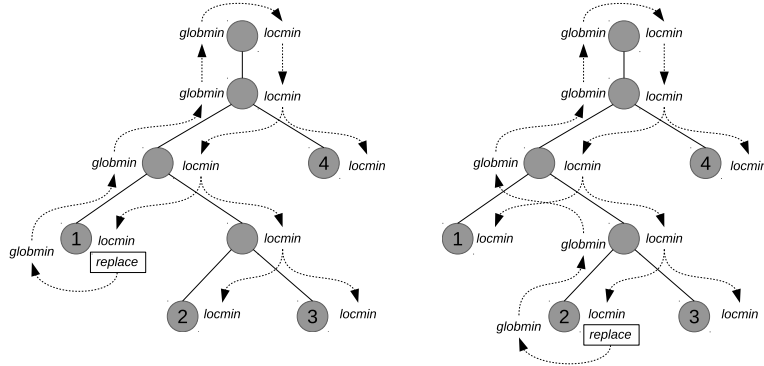 globmin locmin
globmin locmin
globmin locmin 4 locmin
globmin 1 locmin locmin
replace
2 locmin 3 locmin
globmin locmin
globmin locmin
globmin locmin 4 locmin
1 locmin globmin locmin
globmin 2 locmin 3 locmin
replace